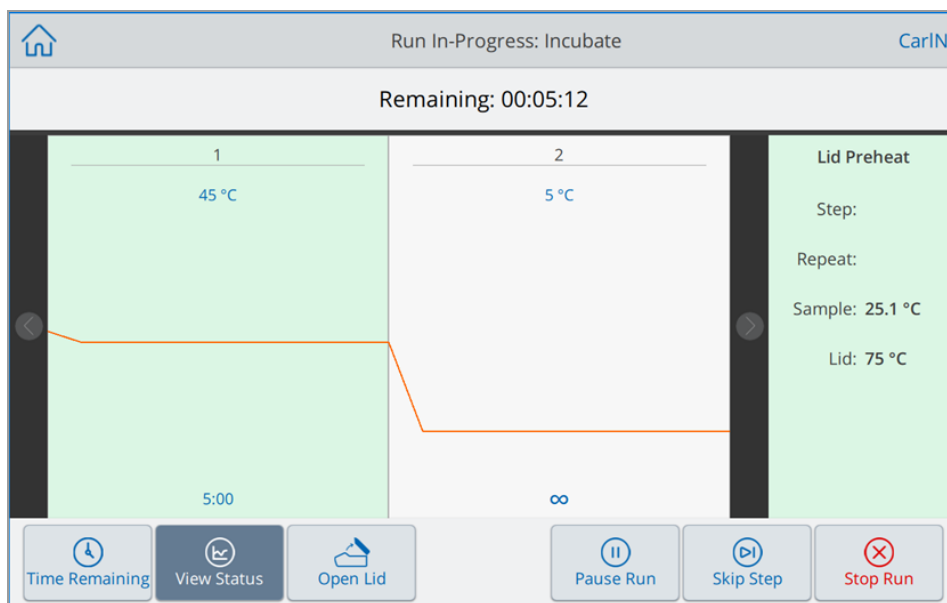 Run In-Progress: Incubate
CarlN
Remaining: 00:05:12
1
45 °C
5:00
2
5 °C
∞
Lid Preheat
Step:
Repeat:
Sample: 25.1 °C
Lid: 75 °C
Time Remaining
View Status
Open Lid
Pause Run
Skip Step
Stop Run